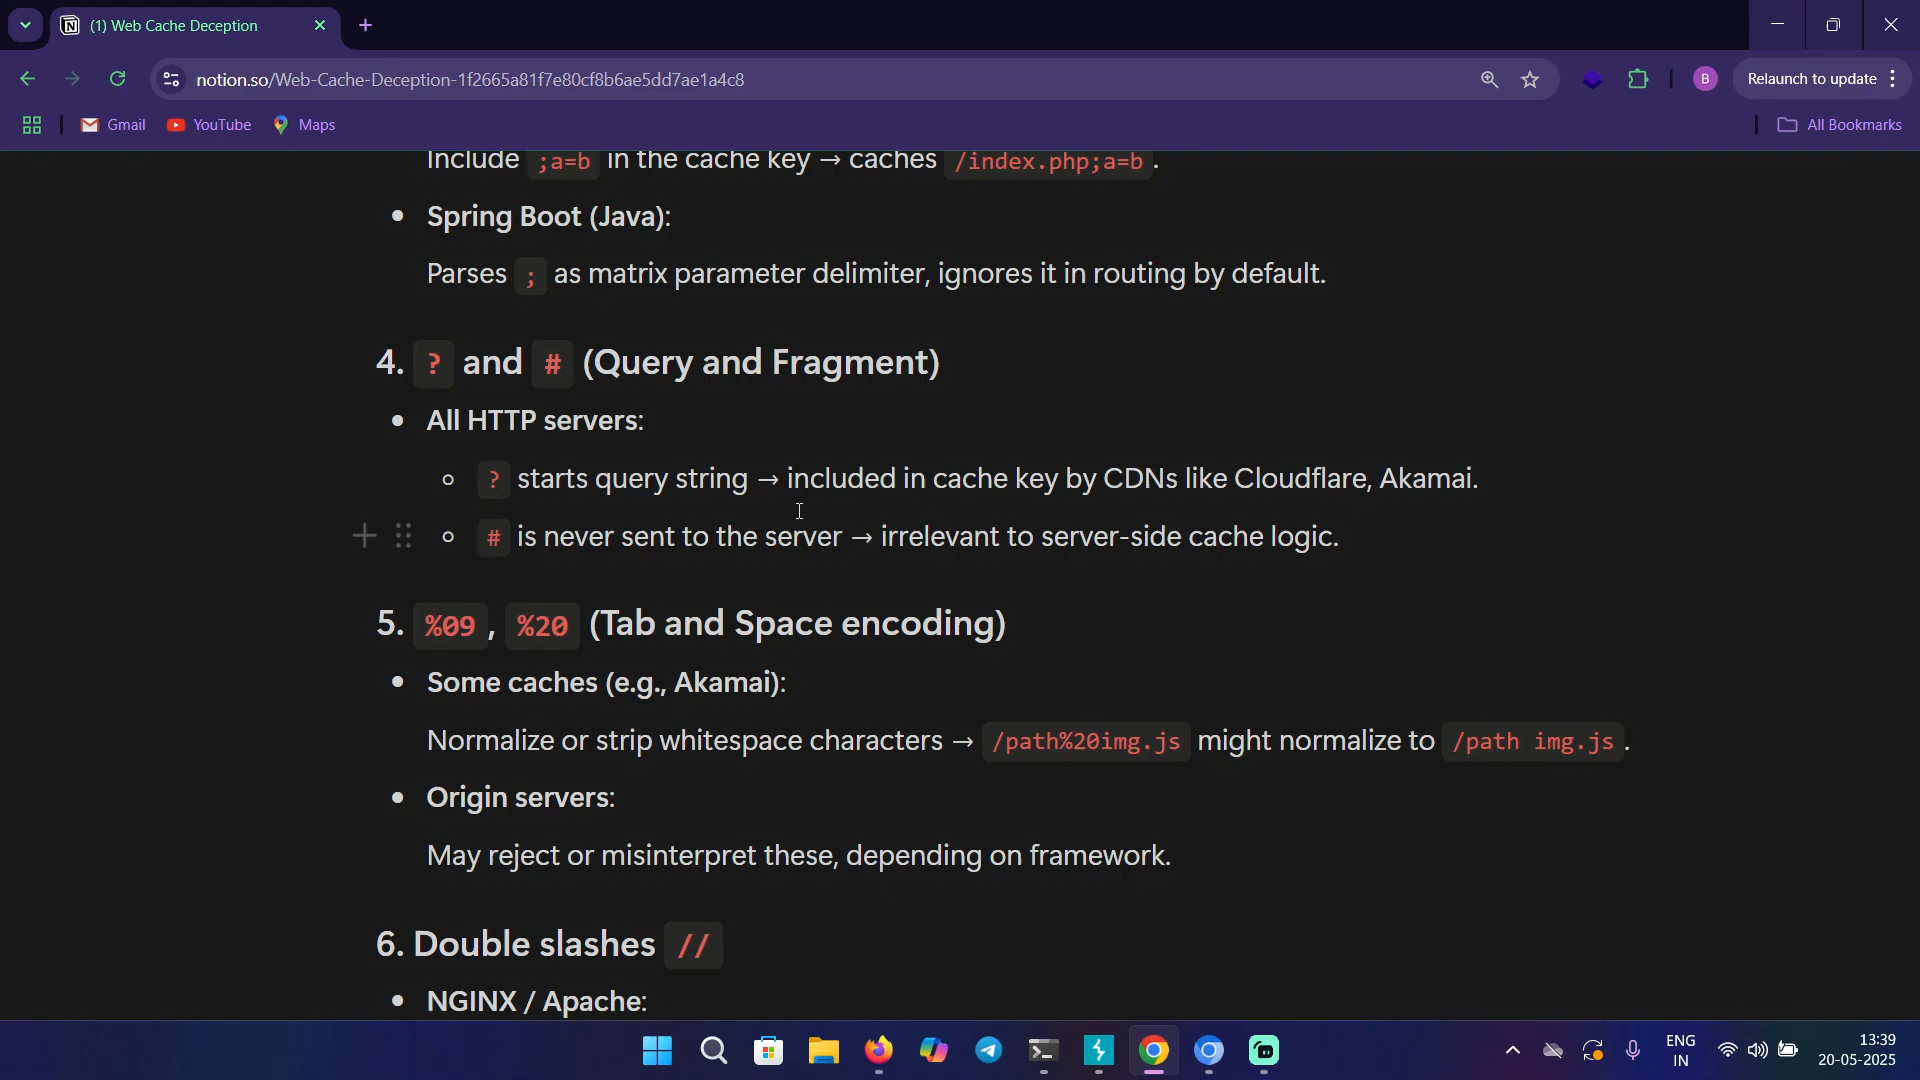 (1) Web Cache Deception
notion.so/Web-Cache-Deception-1f2665a81f7e80cf8b6ae5dd7ae1a4c8
B
Relaunch to update
Gmail
YouTube
Maps
All Bookmarks
Include ;a=b in the cache key → caches /index.php;a=b .
• Spring Boot (Java):
Parses ; as matrix parameter delimiter, ignores it in routing by default.
4. ? and # (Query and Fragment)
• All HTTP servers:
◦ ? starts query string → included in cache key by CDNs like Cloudflare, Akamai.
◦ # is never sent to the server → irrelevant to server-side cache logic.
5. %09 , %20 (Tab and Space encoding)
• Some caches (e.g., Akamai):
Normalize or strip whitespace characters → /path%20img.js might normalize to /path img.js .
• Origin servers:
May reject or misinterpret these, depending on framework.
6. Double slashes //
• NGINX / Apache:
ENG
IN
13:39
20-05-2025